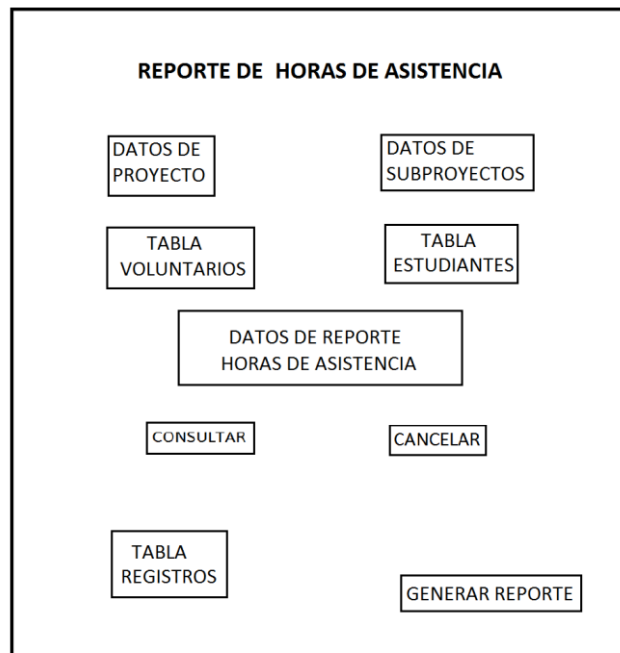 REPORTE DE HORAS DE ASISTENCIA
DATOS DE
PROYECTO
DATOS DE
SUBPROYECTOS
TABLA
VOLUNTARIOS
TABLA
ESTUDIANTES
DATOS DE REPORTE
HORAS DE ASISTENCIA
CONSULTAR
CANCELAR
TABLA
REGISTROS
GENERAR REPORTE